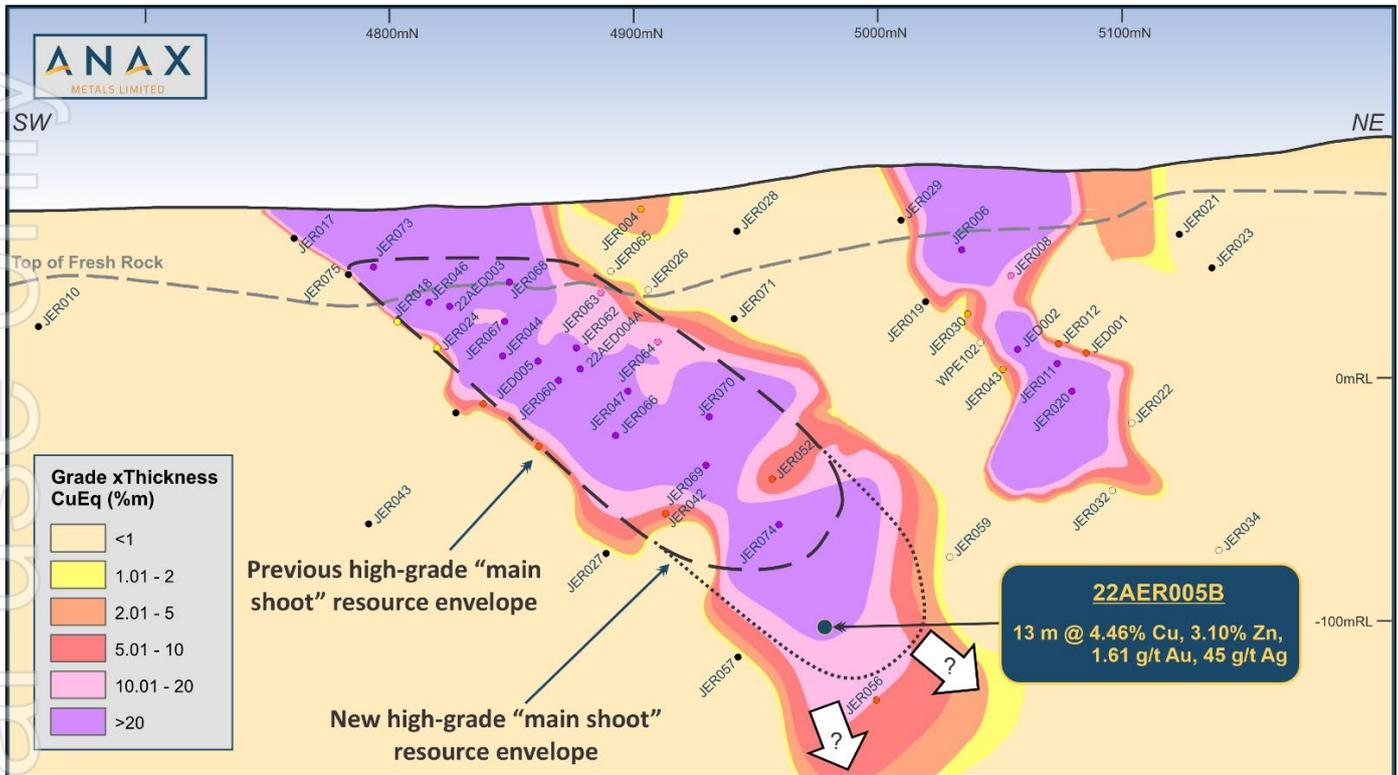 4800mN
4900mN
5000mN
5100mN
ANAX
METALS LIMITED
SW
NE
JER017
JER073
JER004
JER065
JER028
JER029
JER006
JER008
JER021
JER023
Top of Fresh Rock
JER075
JER018
JER046
22AED003
JER068
JER026
JER010
JER024
JER067
JER044
JER063
JER062
22AED004A
JER064
JER071
JER019
JER030
WPE102
JER043
JED002
JER012
JED001
0mRL
JED005
JER060
JER047
JER066
JER070
JER011
JER020
JER022
Grade xThickness
CuEq (%m)
<1
1.01 - 2
2.01 - 5
5.01 - 10
10.01 - 20
>20
JER043
JER069
JER042
JER052
JER074
JER027
JER059
JER032
JER034
Previous high-grade “main
shoot” resource envelope
22AER005B
13 m @ 4.46% Cu, 3.10% Zn,
1.61 g/t Au, 45 g/t Ag
-100mRL
JER057
JER056
?
?
New high-grade “main shoot”
resource envelope